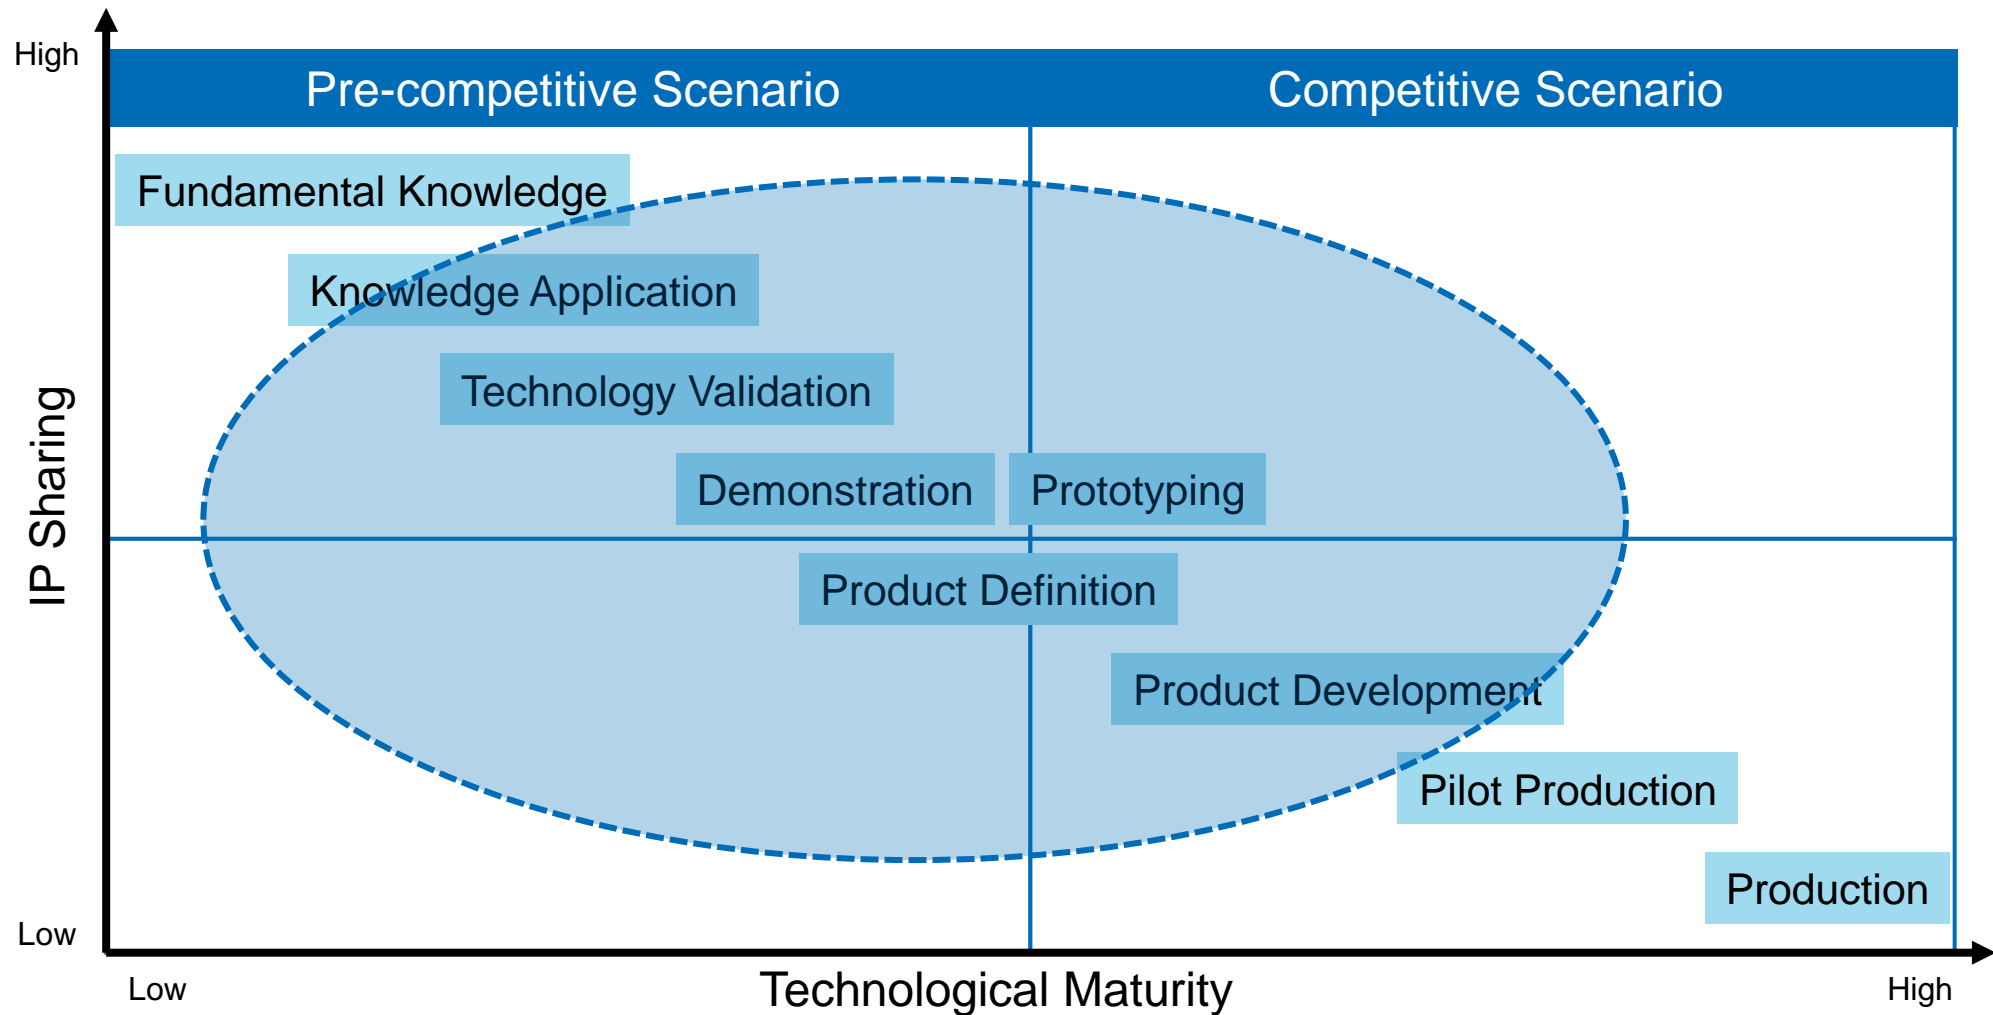 High
Pre-competitive Scenario
Competitive Scenario
Fundamental Knowledge
Knowledge Application
Technology Validation
Demonstration
Prototyping
IP Sharing
Product Definition
Product Development
Pilot Production
Production
Low
Low
Technological Maturity
High